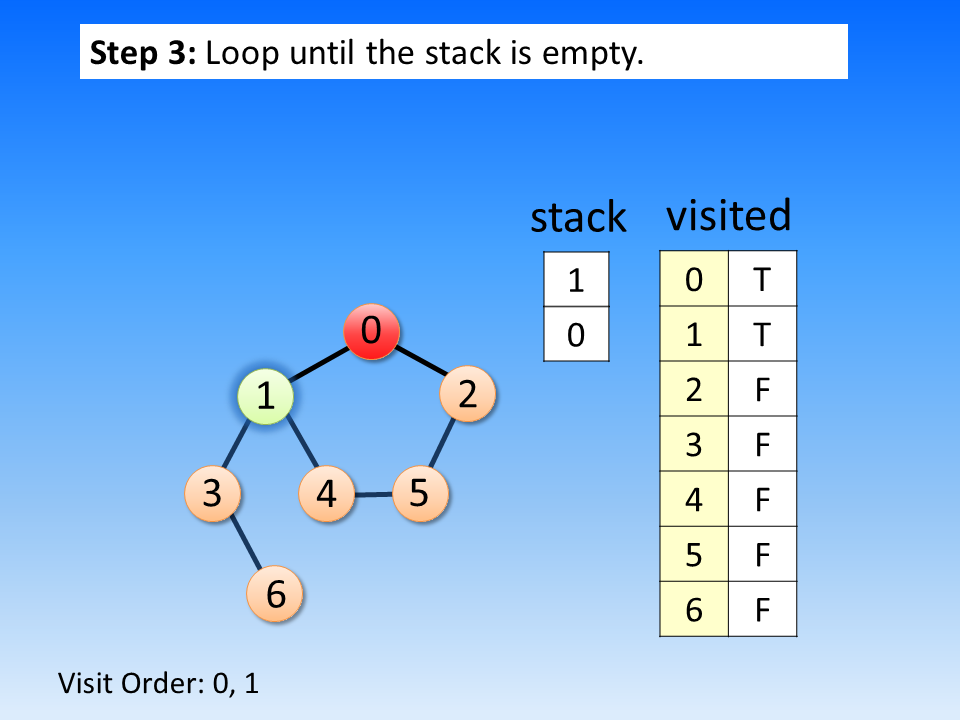 Step 3: Loop until the stack is empty.
stack visited
1
0
0 T
1 T
2 F
3 F
4 F
5 F
6 F
0
1
2
3
4
5
6
Visit Order: 0, 1